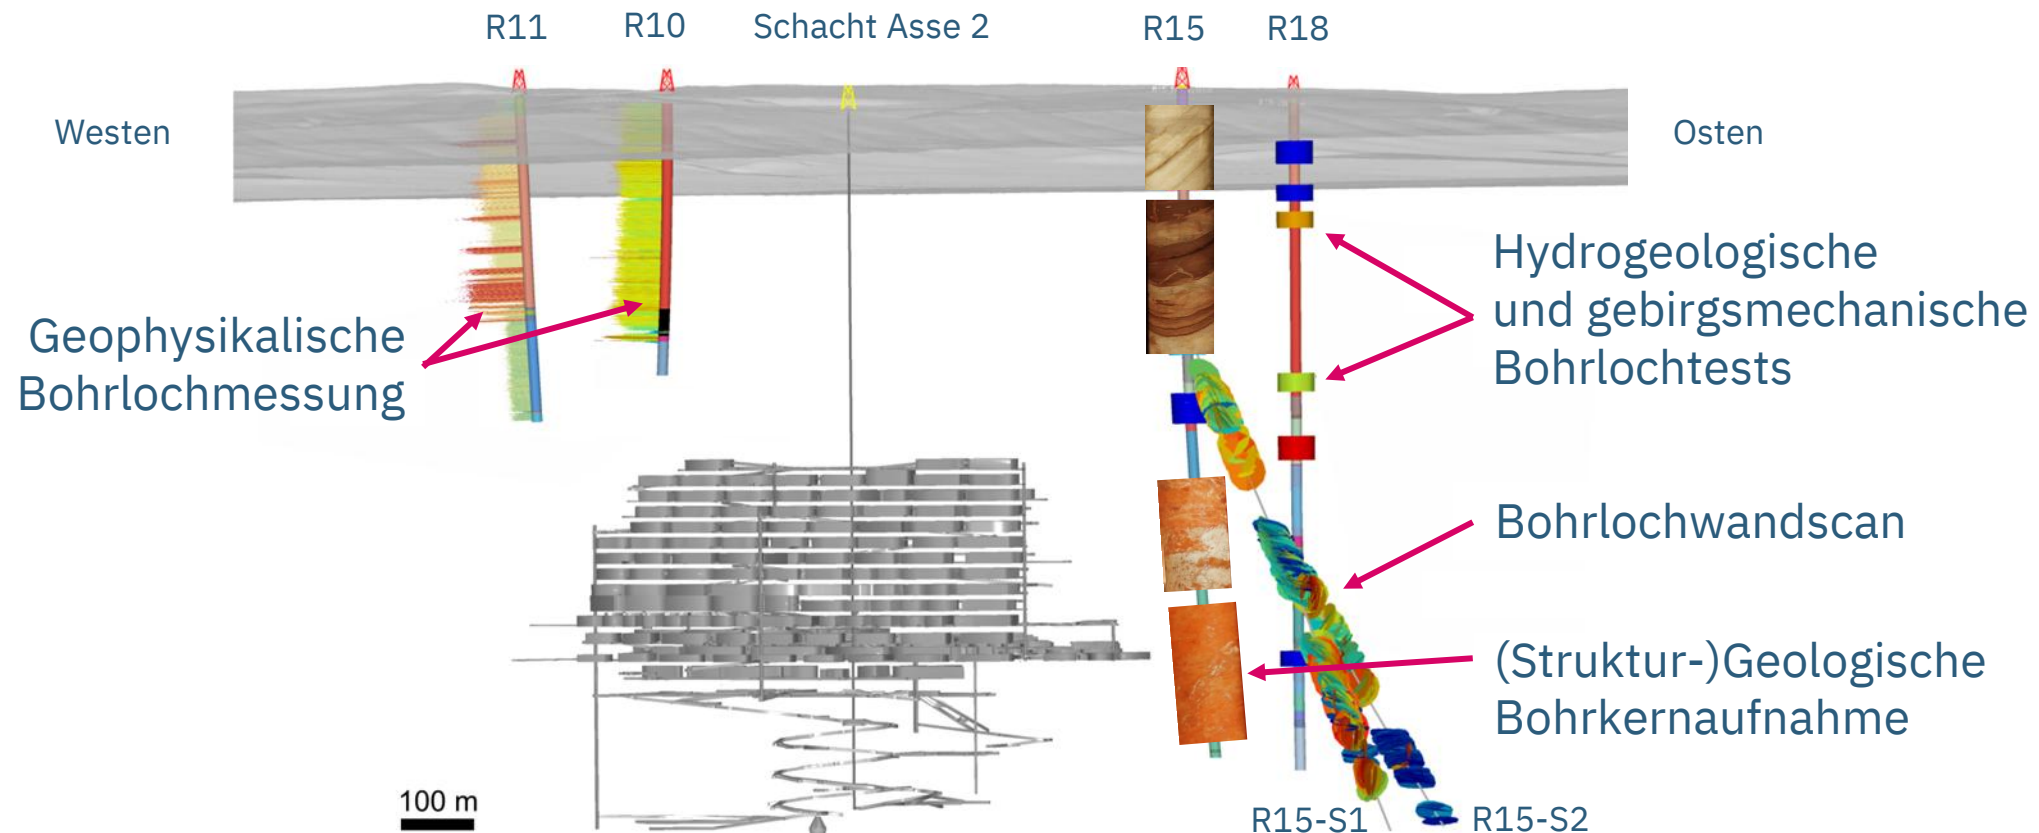 R11
R10
Schacht Asse 2
R15
R18
Westen
Osten
Geophysikalische
Bohrlochmessung
Hydrogeologische
und gebirgsmechanische
Bohrlochtests
Bohrlochwandscan
(Struktur-)Geologische
Bohrkernaufnahme
100 m
R15-S1
R15-S2